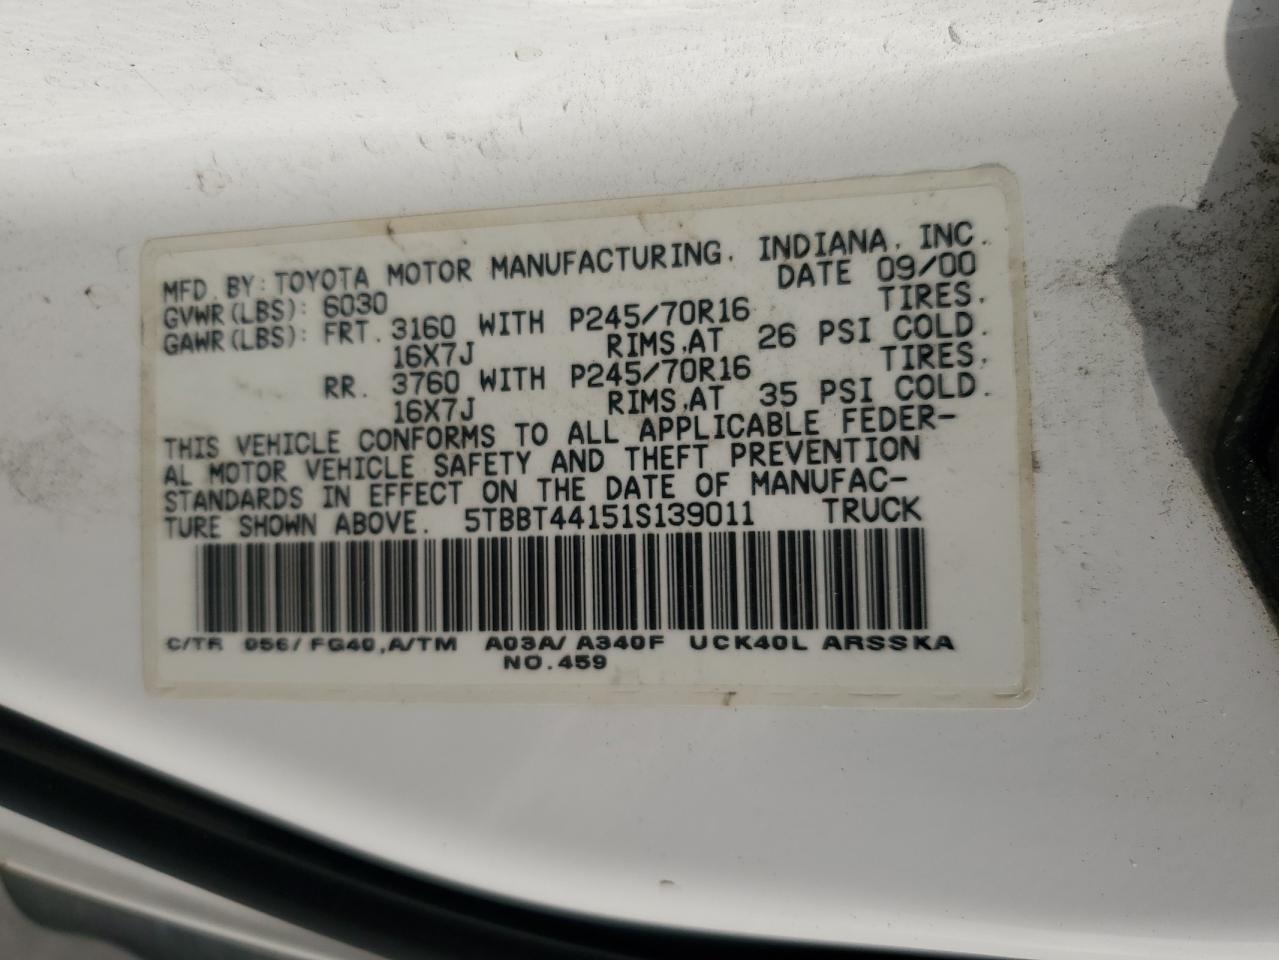 MFD. BY: TOYOTA MOTOR MANUFACTURING, INDIANA, INC.
GVWR(LBS): 6030 DATE 09/00
GAWR(LBS): FRT. 3160 WITH P245/70R16 TIRES,
16X7J RIMS,AT 26 PSI COLD.
RR. 3760 WITH P245/70R16 TIRES,
16X7J RIMS,AT 35 PSI COLD.
THIS VEHICLE CONFORMS TO ALL APPLICABLE FEDER-
AL MOTOR VEHICLE SAFETY AND THEFT PREVENTION
STANDARDS IN EFFECT ON THE DATE OF MANUFAC-
TURE SHOWN ABOVE. 5TBBT44151S139011 TRUCK
C/TR 056/FG40,A/TM A03A/A340F UCK40L ARSSKA
NO.459